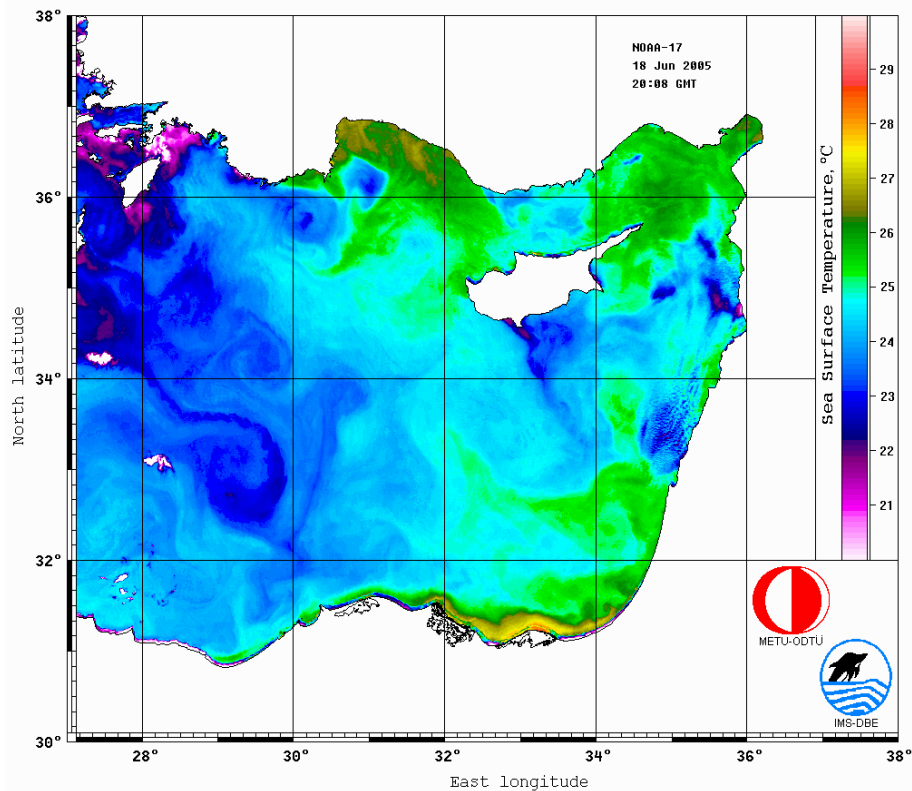 38°
NOAA-17
18 Jun 2005
20:08 GMT
29
28
27
26
25
24
23
22
21
Sea Surface Temperature, °C
36°
34°
32°
30°
North latitude
METU-ODTÜ
IMS-DBE
28°
30°
32°
34°
36°
38°
East longitude